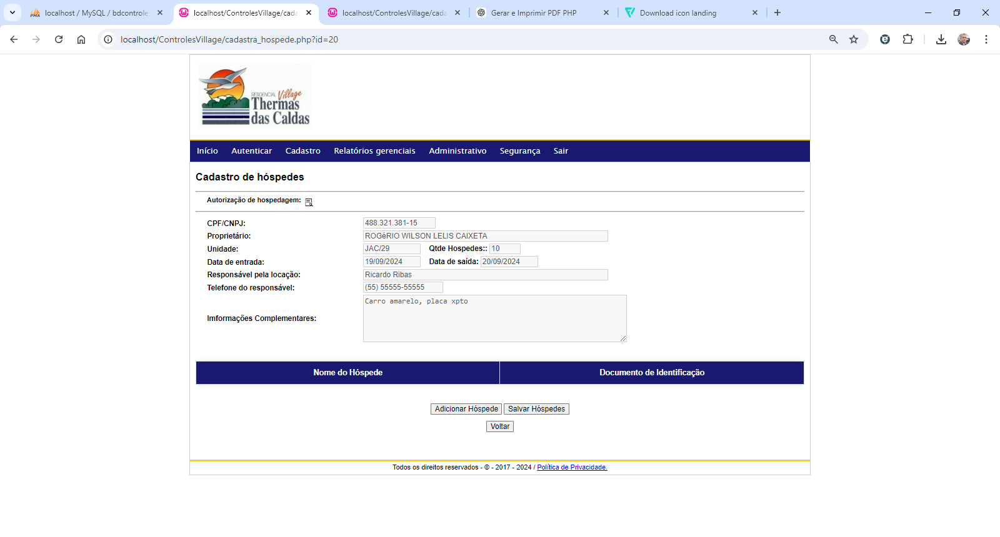 localhost / MySQL / bdcontrole
localhost/ControlesVillage/cada
localhost/ControlesVillage/cada
Gerar e Imprimir PDF PHP
Download icon landing
localhost/ControlesVillage/cadastra_hospede.php?id=20
RESIDENCIAL Village
Thermas
das Caldas
Início Autenticar Cadastro Relatórios gerenciais Administrativo Segurança Sair
Cadastro de hóspedes
Autorização de hospedagem:
CPF/CNPJ: 488.321.381-15
Proprietário: ROGéRIO WILSON LELIS CAIXETA
Unidade: JAC/29 Qtde Hospedes:: 10
Data de entrada: 19/09/2024 Data de saída: 20/09/2024
Responsável pela locação: Ricardo Ribas
Telefone do responsável: (55) 55555-55555
Imformações Complementares: Carro amarelo, placa xpto
Nome do Hóspede Documento de Identificação
Adicionar Hóspede Salvar Hóspedes
Voltar
Todos os direitos reservados - © - 2017 - 2024 / Política de Privacidade.